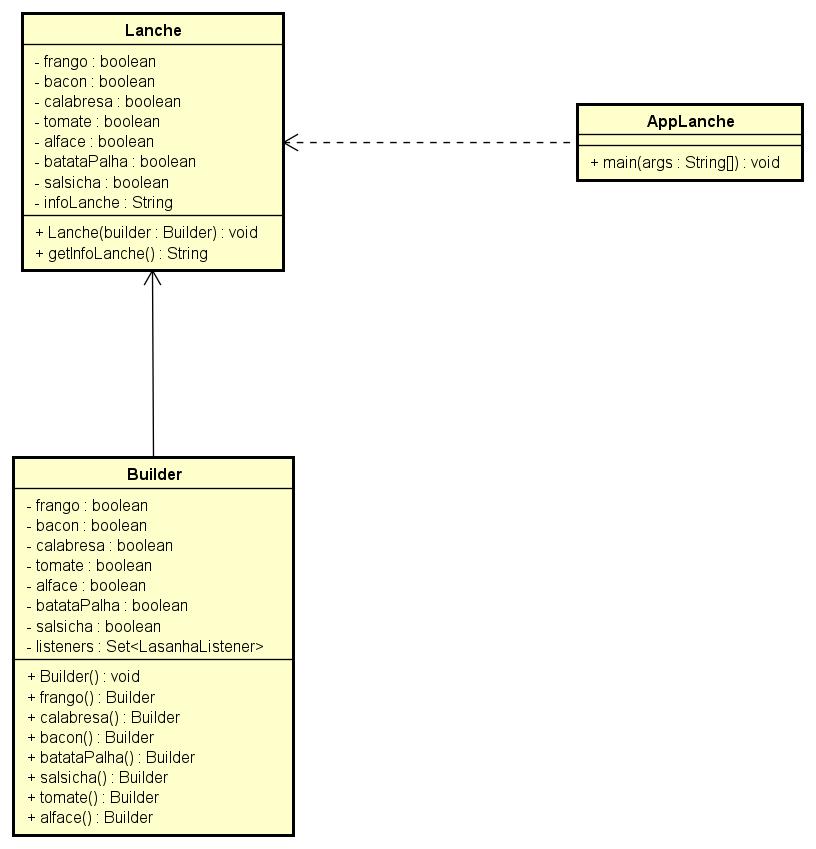 Lanche
- frango : boolean
- bacon : boolean
- calabresa : boolean
- tomate : boolean
- alface : boolean
- batataPalha : boolean
- salsicha : boolean
- infoLanche : String
+ Lanche(builder : Builder) : void
+ getInfoLanche() : String
AppLanche
+ main(args : String[]) : void
Builder
- frango : boolean
- bacon : boolean
- calabresa : boolean
- tomate : boolean
- alface : boolean
- batataPalha : boolean
- salsicha : boolean
- listeners : Set<LasanhaListener>
+ Builder() : void
+ frango() : Builder
+ calabresa() : Builder
+ bacon() : Builder
+ batataPalha() : Builder
+ salsicha() : Builder
+ tomate() : Builder
+ alface() : Builder